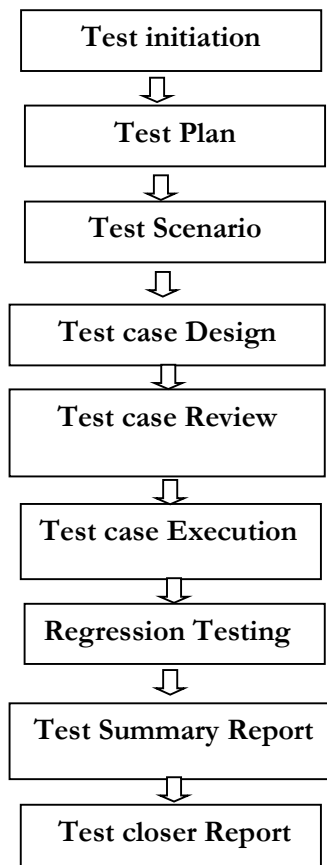 Test initiation
Test Plan
Test Scenario
Test case Design
Test case Review
Test case Execution
Regression Testing
Test Summary Report
Test closer Report